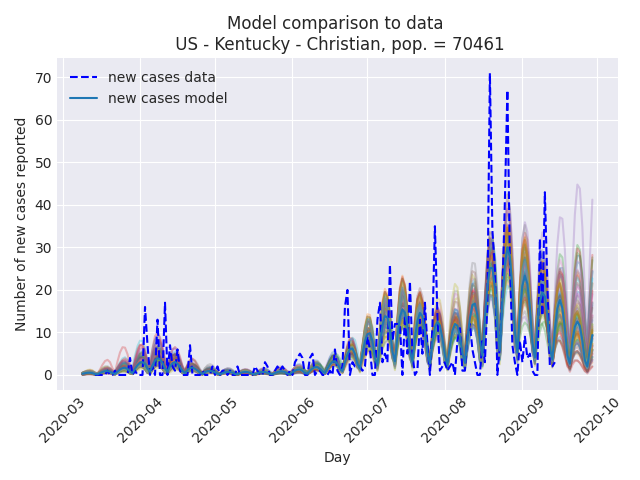 Model comparison to data
US - Kentucky - Christian, pop. = 70461
new cases data
new cases model
Number of new cases reported
70
60
50
40
30
20
10
0
2020-03
2020-04
2020-05
2020-06
2020-07
2020-08
2020-09
2020-10
Day